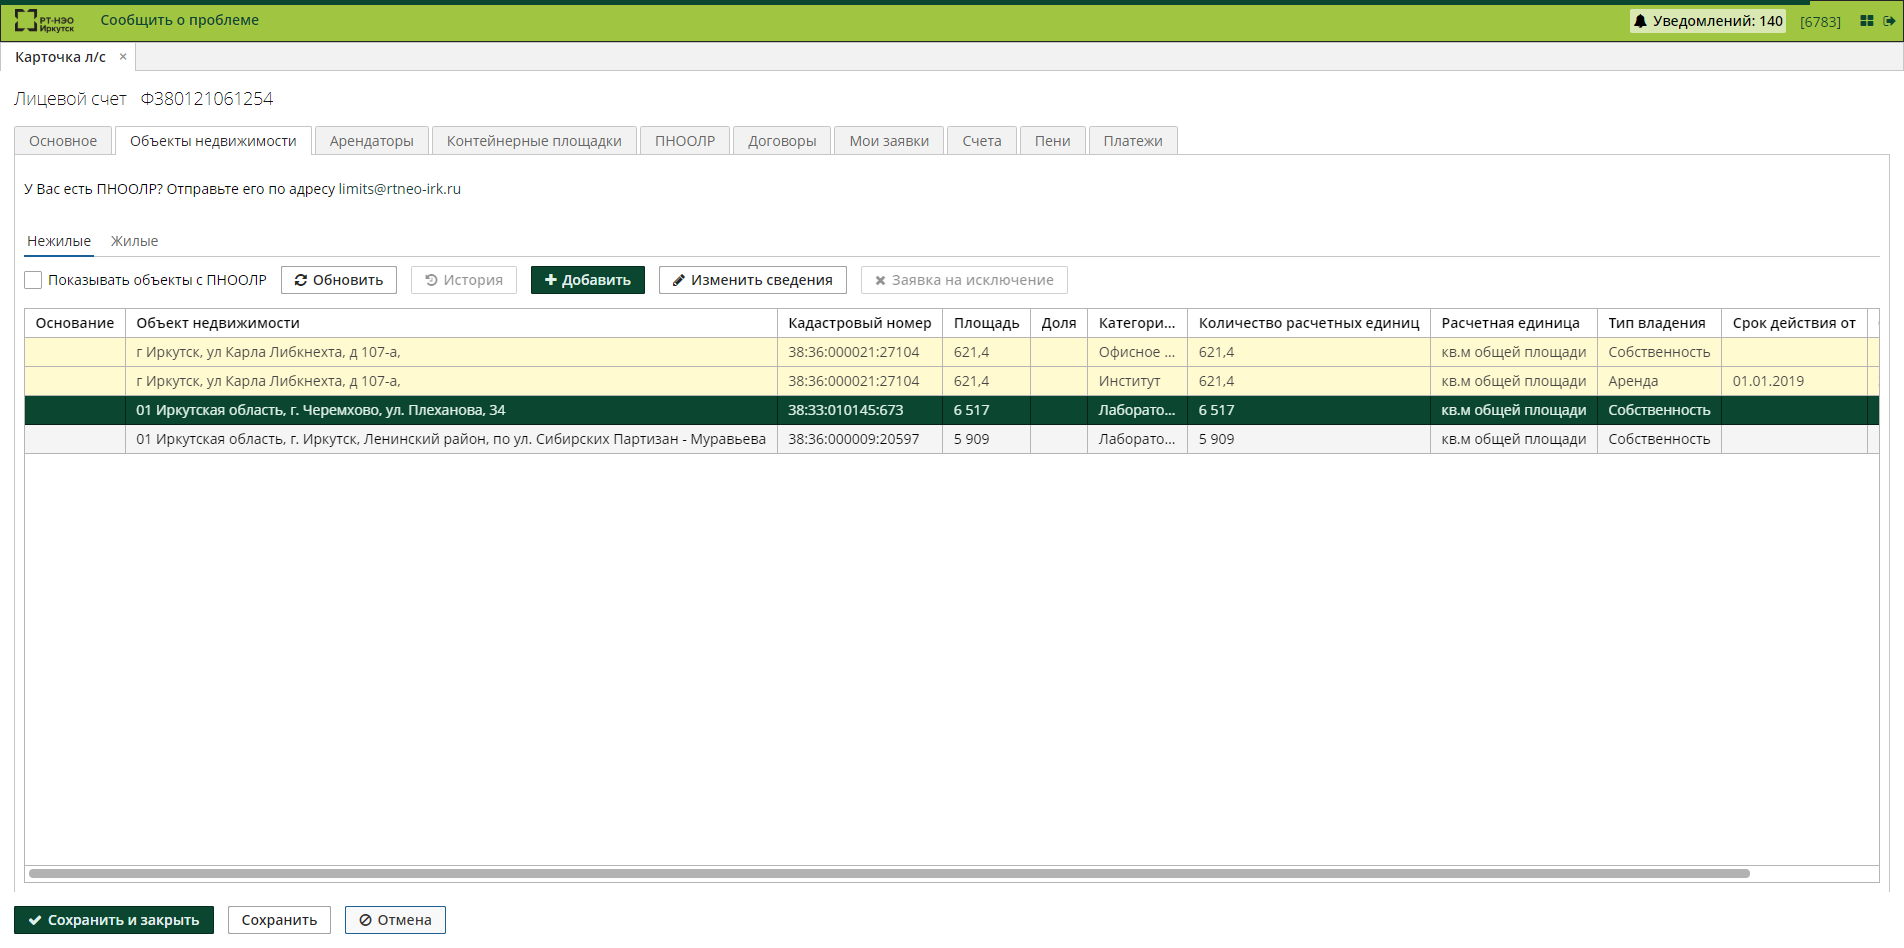 РТ-НЭО
Иркутск
Сообщить о проблеме
Уведомлений: 140
[6783]
Карточка л/с ×
Лицевой счет Ф380121061254
Основное Объекты недвижимости Арендаторы Контейнерные площадки ПНООЛР Договоры Мои заявки Счета Пени Платежи
У Вас есть ПНООЛР? Отправьте его по адресу limits@rtneo-irk.ru
Нежилые Жилые
Показывать объекты с ПНООЛР Обновить История Добавить Изменить сведения Заявка на исключение
Основание Объект недвижимости Кадастровый номер Площадь Доля Категори... Количество расчетных единиц Расчетная единица Тип владения Срок действия от
г Иркутск, ул Карла Либкнехта, д 107-а, 38:36:000021:27104 621,4 Офисное ... 621,4 кв.м общей площади Собственность
г Иркутск, ул Карла Либкнехта, д 107-а, 38:36:000021:27104 621,4 Институт 621,4 кв.м общей площади Аренда 01.01.2019
01 Иркутская область, г. Черемхово, ул. Плеханова, 34 38:33:010145:673 6 517 Лаборато... 6 517 кв.м общей площади Собственность
01 Иркутская область, г. Иркутск, Ленинский район, по ул. Сибирских Партизан - Муравьева 38:36:000009:20597 5 909 Лаборато... 5 909 кв.м общей площади Собственность
Сохранить и закрыть Сохранить Отмена